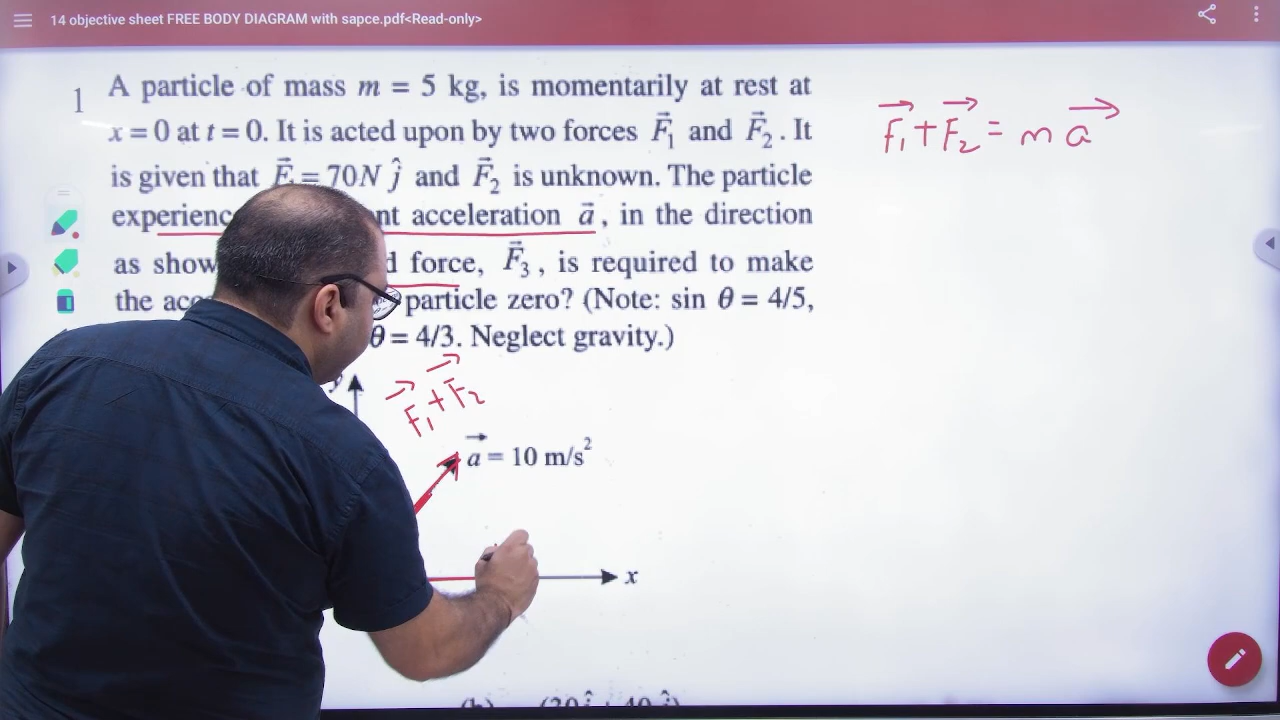 14 objective sheet FREE BODY DIAGRAM with sapce.pdf<Read-only>
1 A particle of mass m = 5 kg, is momentarily at rest at
x = 0 at t = 0. It is acted upon by two forces F⃗₁ and F⃗₂. It
is given that F⃗ = 70N ĵ and F⃗₂ is unknown. The particle
nt acceleration a⃗, in the direction
as force, F⃗₃, is required to make
the particle zero? (Note: sin θ = 4/5,
θ = 4/3. Neglect gravity.)
F⃗₁+F⃗₂ = m a⃗
y
F⃗₁+F⃗₂
a⃗ = 10 m/s²
x